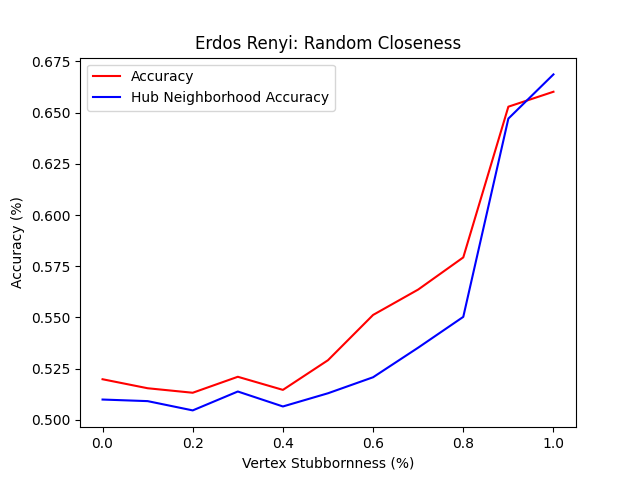 Erdos Renyi: Random Closeness
Accuracy
Hub Neighborhood Accuracy
0.675
0.650
0.625
0.600
0.575
0.550
0.525
0.500
Accuracy (%)
0.0 0.2 0.4 0.6 0.8 1.0
Vertex Stubbornness (%)